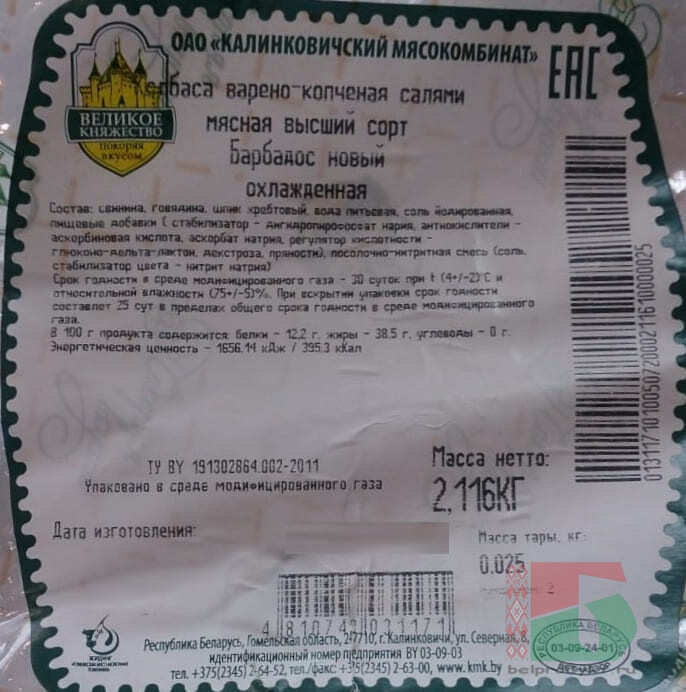 ОАО «КАЛИНКОВИЧСКИЙ МЯСОКОМБИНАТ»
EAC
ВЕЛИКОЕ
КНЯЖЕСТВО
ПОКОРЯЯ
ВКУСОМ
колбаса варено-копченая салями
мясная высший сорт
Барбадос новый
охлажденная
Состав: свинина, говядина, шпик хребтовый, вода питьевая, соль йодированная,
пищевые добавки ( стабилизатор - дигидропирофосфат натрия, антиокислители -
аскорбиновая кислота, аскорбат натрия, регулятор кислотности -
глюконо-дельта-лактон, декстроза, пряности), посолочно-нитритная смесь (соль,
стабилизатор цвета - нитрит натрия)
Срок годности в среде модифицированного газа - 30 суток при t (4+/-2)°C и
относительной влажности (75+/-5)%. При вскрытии упаковки срок годности
составляет 25 сут в пределах общего срока годности в среде модифицированного
газа.
В 100 г продукта содержится: белки - 12,2 г, жиры - 38,5 г, углеводы - 0 г.
Энергетическая ценность - 1656,14 кДж / 395,3 кКал
013117101005072000211610000025
ТУ BY 191302864.002-2011
Упаковано в среде модифицированного газа
Масса нетто:
2,116КГ
Дата изготовления:
Масса тары, кг:
0.025
2
4 810749 031171
Республика Беларусь, Гомельская область, 247710, г.Калинковичи, ул. Северная, 8,
идентификационный номер предприятия BY 03-09-03
тел. +375(2345) 2-64-52, тел./факс +375(2345) 2-63-00, www.kmk.by
РЕСПУБЛИКА БЕЛАРУСЬ
03-09-24-01